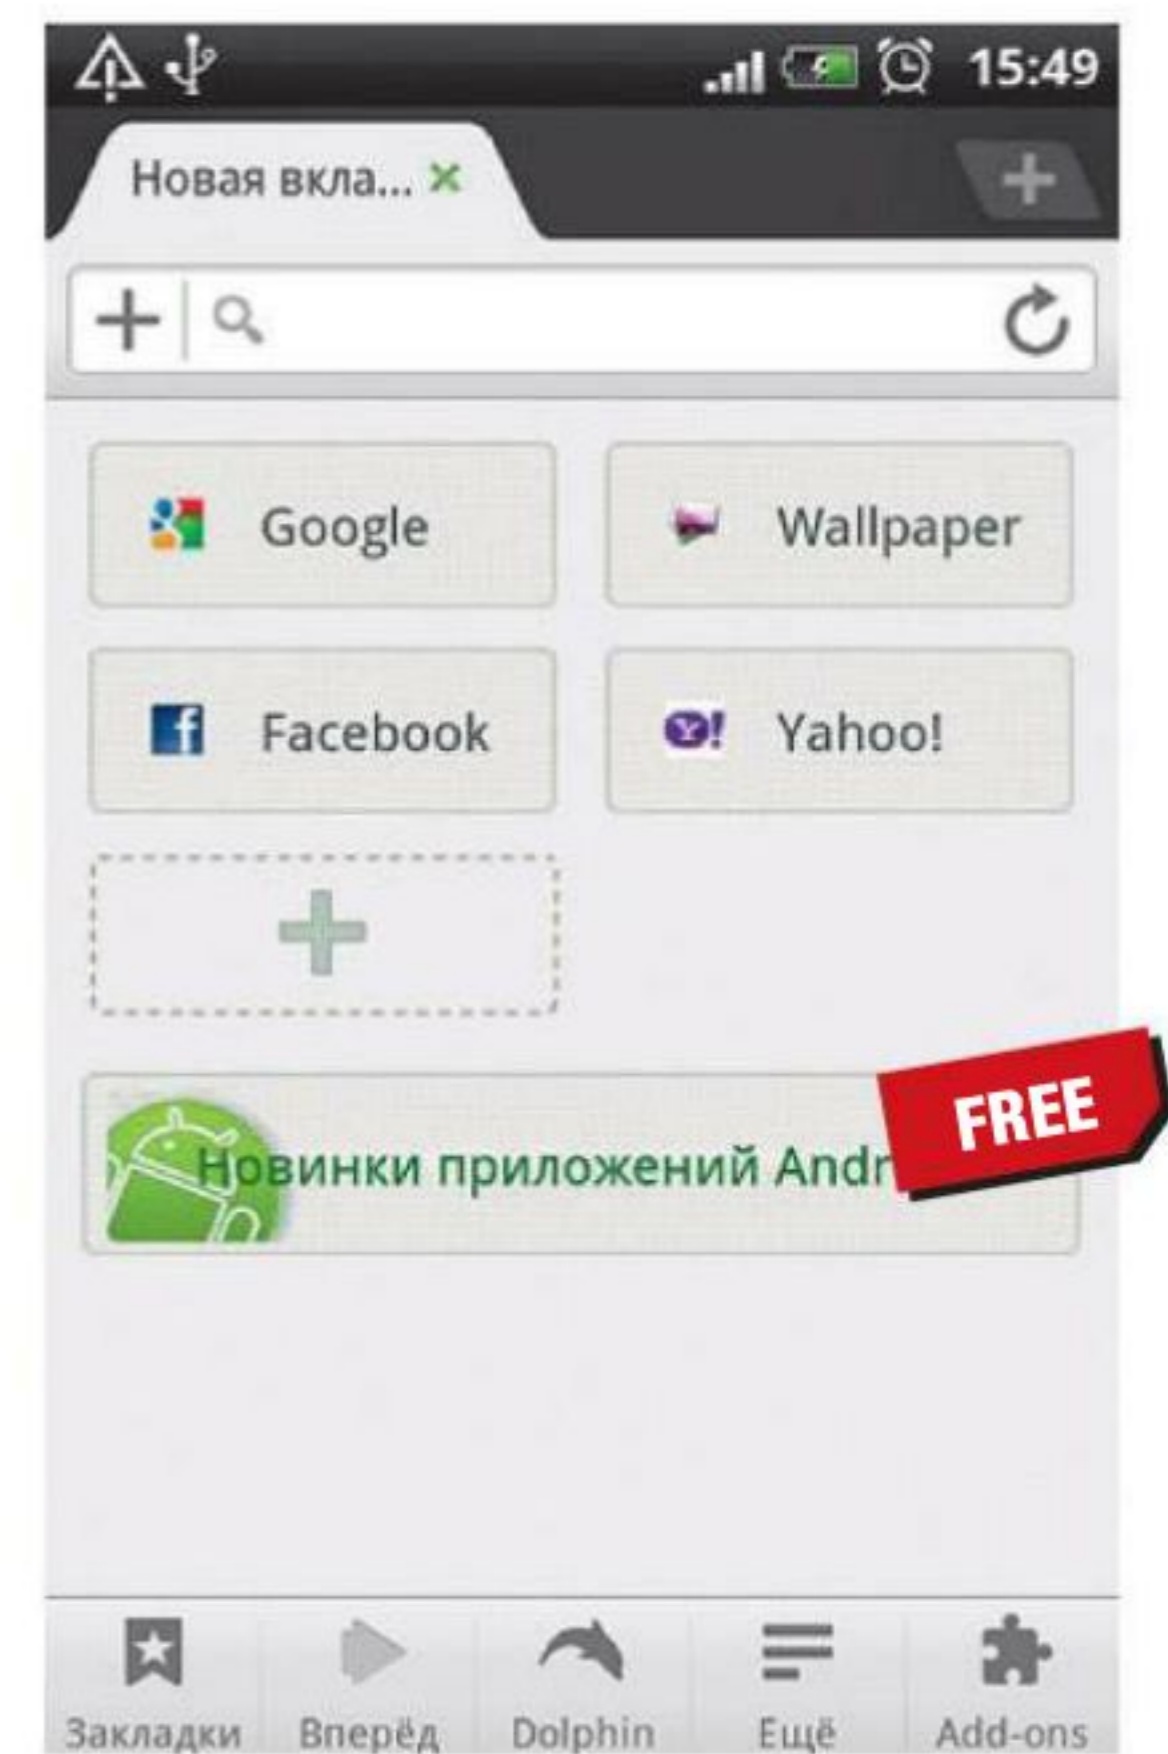 15:49
Новая вкла...
Google
Wallpaper
Facebook
Yahoo!
FREE
Новинки приложений Andr
Закладки Вперёд Dolphin Ещё Add-ons